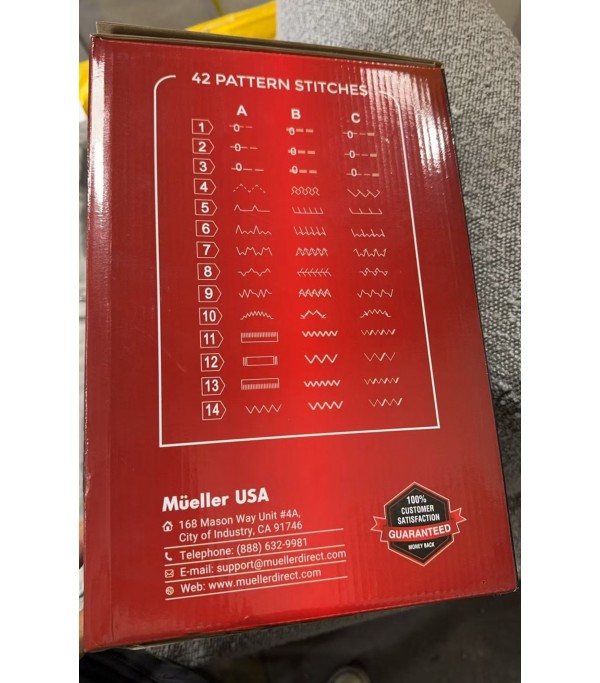 42 PATTERN STITCHES
A B C
1
2
3
4
5
6
7
8
9
10
11
12
13
14
Müeller USA
168 Mason Way Unit #4A,
City of Industry, CA 91746
Telephone: (888) 632-9981
E-mail: support@muellerdirect.com
Web: www.muellerdirect.com
100%
CUSTOMER
SATISFACTION
GUARANTEED
MONEY BACK